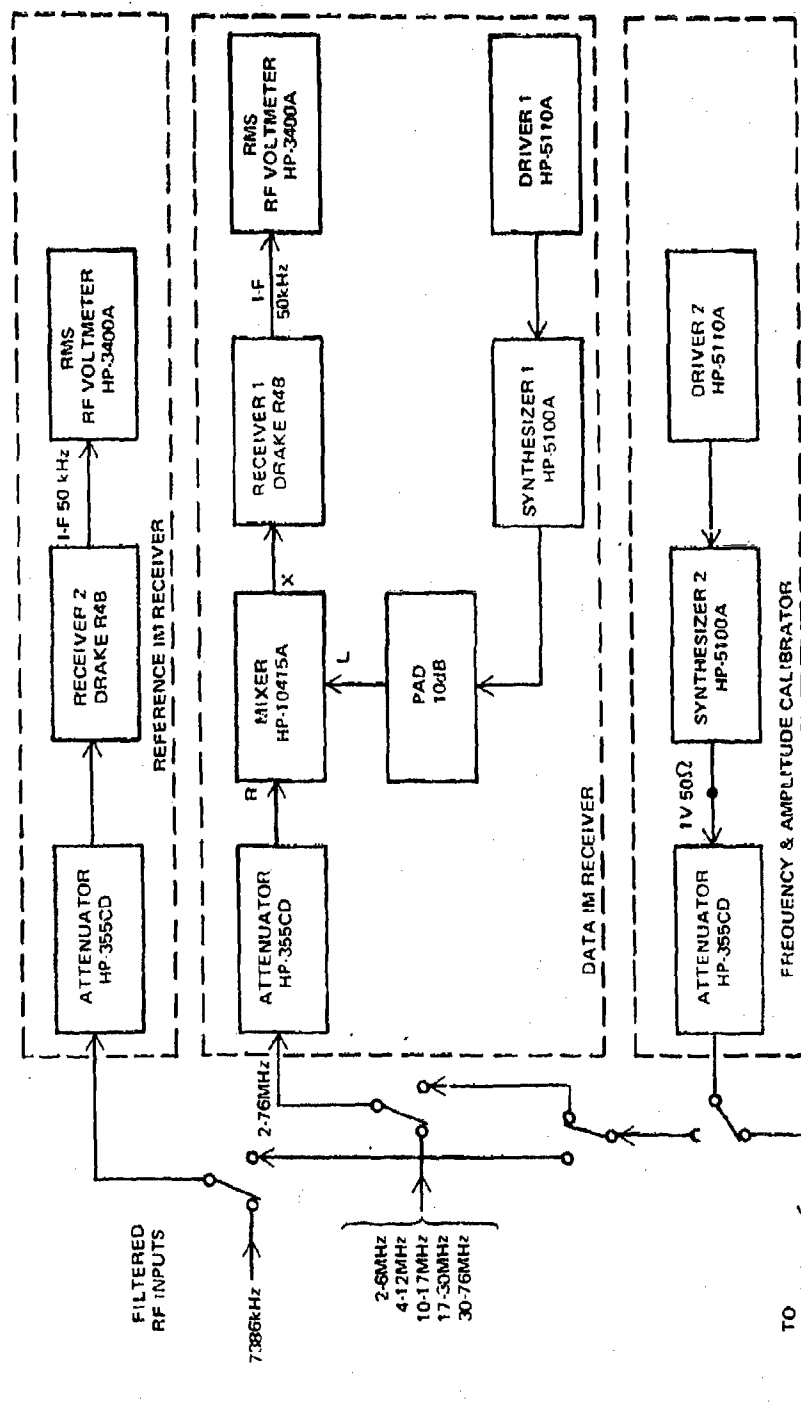 FILTERED
RF INPUTS
7386kHz
ATTENUATOR
HP-355CD
RECEIVER 2
DRAKE R4B
I-F 50 kHz
RMS
RF VOLTMETER
HP-3400A
REFERENCE IM RECEIVER
2-6MHz
4-12MHz
10-17MHz
17-30MHz
30-76MHz
2-76MHz
ATTENUATOR
HP-355CD
R
MIXER
HP-10415A
X
RECEIVER 1
DRAKE R4B
I-F
50kHz
RMS
RF VOLTMETER
HP-3400A
L
PAD
10dB
SYNTHESIZER 1
HP-5100A
DRIVER 1
HP-5110A
DATA IM RECEIVER
ATTENUATOR
HP-355CD
1V 50Ω
SYNTHESIZER 2
HP-5100A
DRIVER 2
HP-5110A
FREQUENCY & AMPLITUDE CALIBRATOR
TO